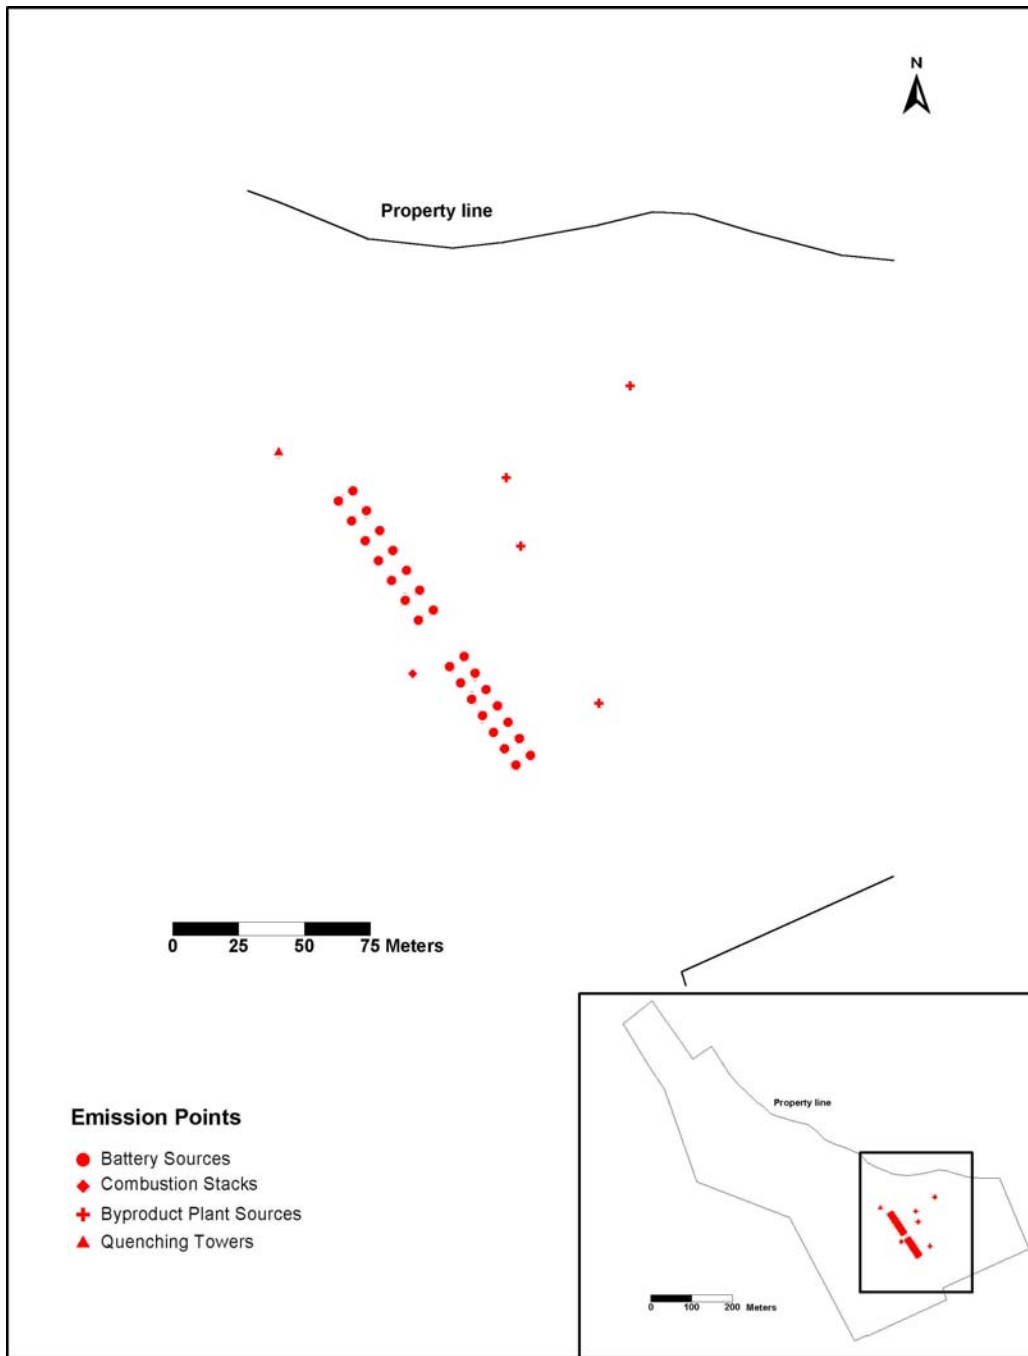 N
Property line
0 25 50 75 Meters
Emission Points
Battery Sources
Combustion Stacks
Byproduct Plant Sources
Quenching Towers
Property line
0 100 200 Meters